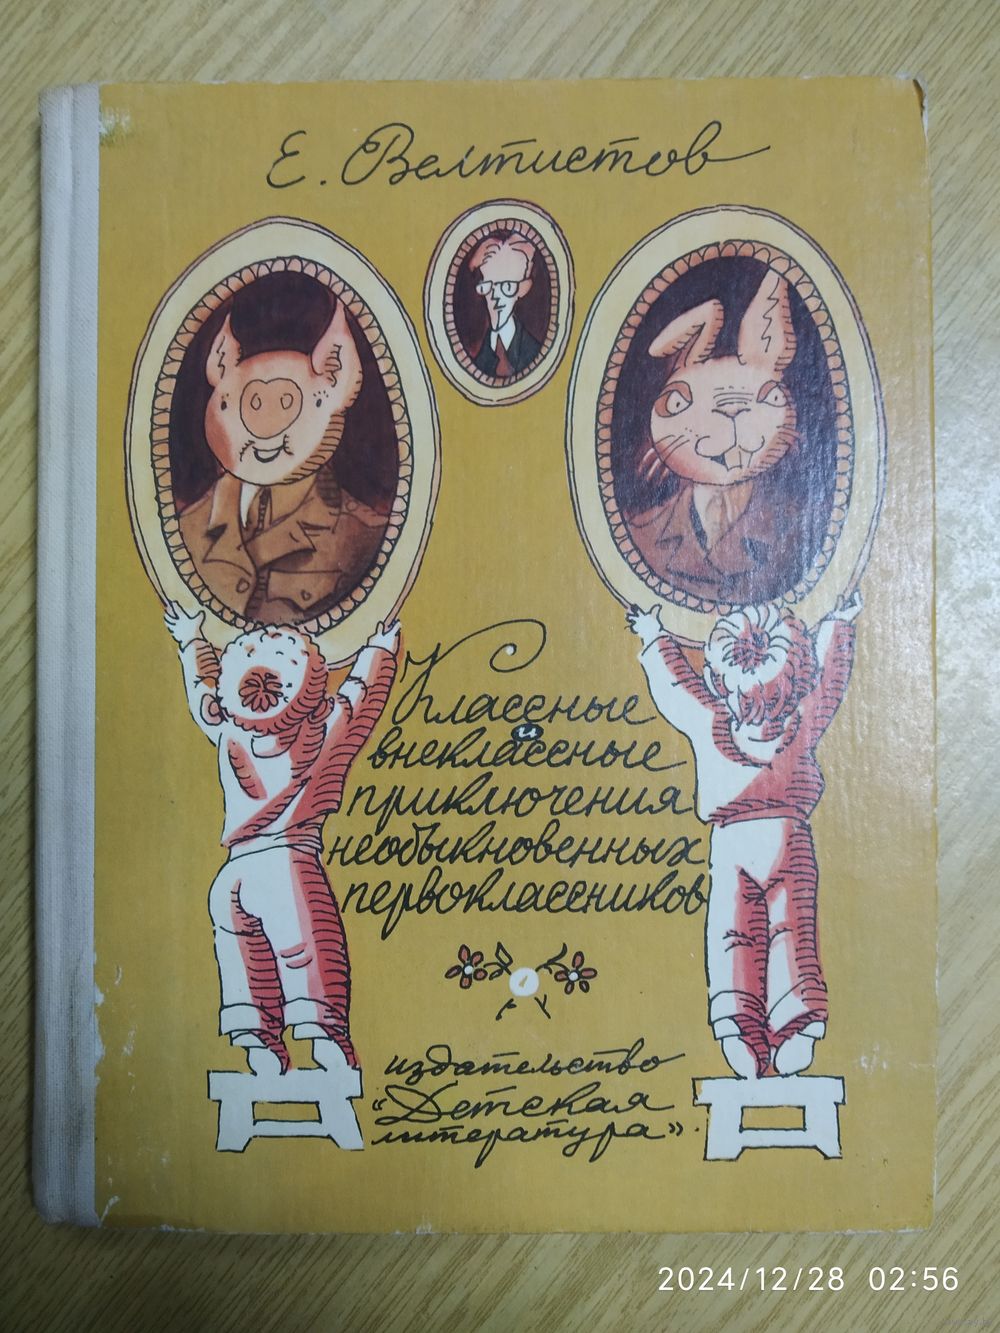 Е. Велтистов
Классные
и
внеклассные
приключения
необыкновенных
первоклассников
издательство
"Детская
литература".
2024/12/28 02:56